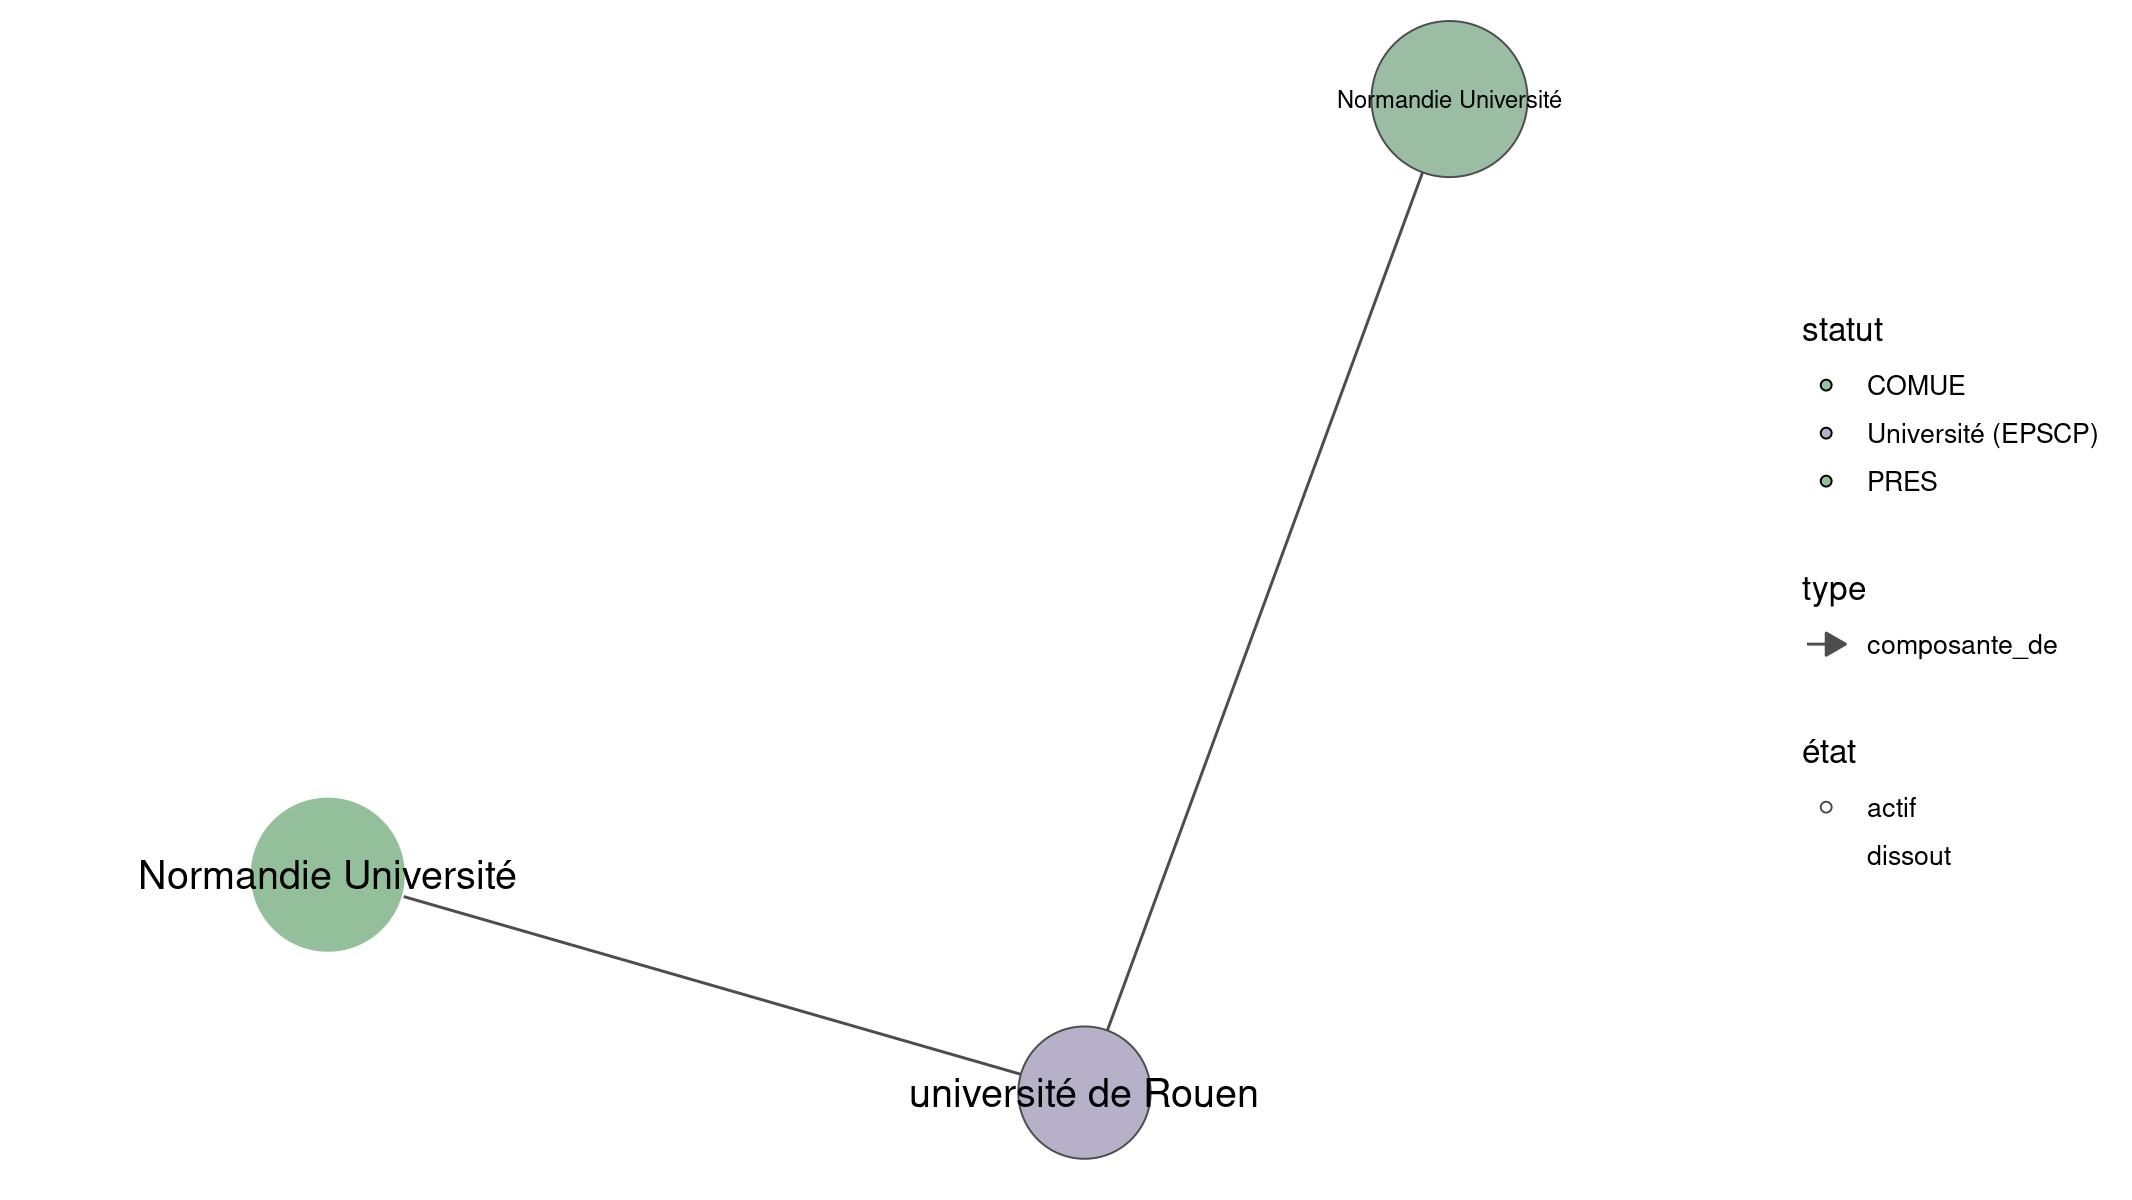 Normandie Université
statut
COMUE
Université (EPSCP)
PRES
type
composante_de
état
actif
dissout
Normandie Université
université de Rouen